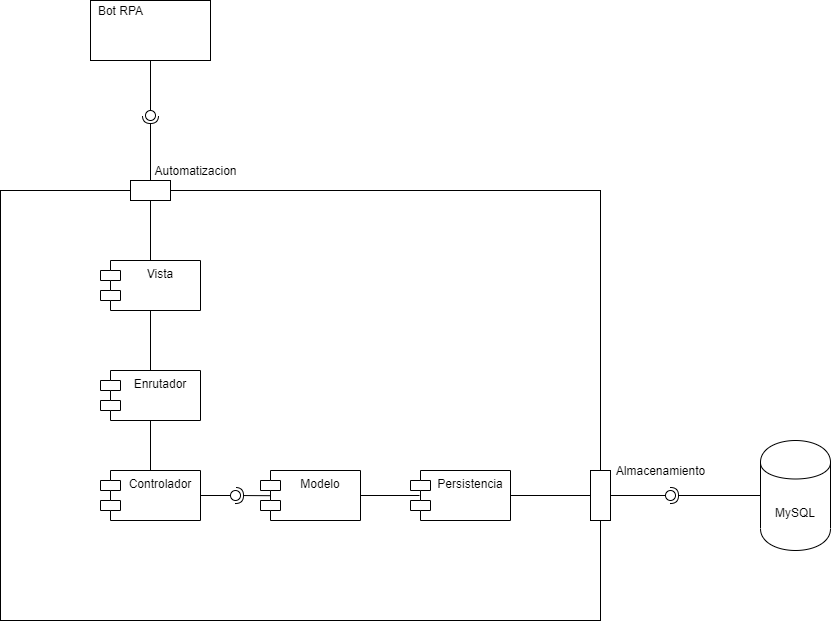 Bot RPA
Automatizacion
Vista
Enrutador
Controlador
Modelo
Persistencia
Almacenamiento
MySQL